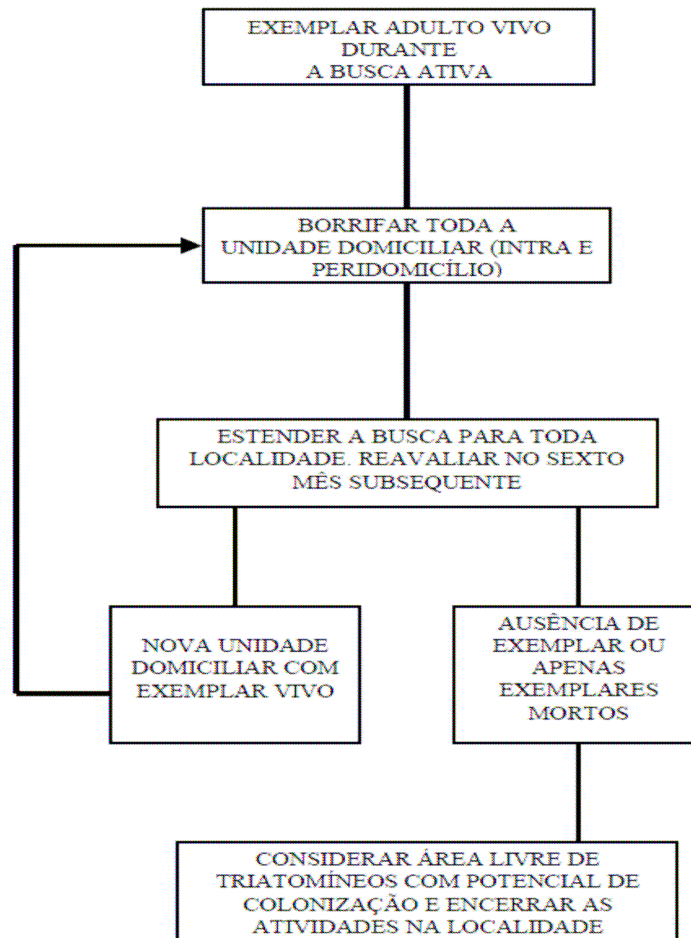 EXEMPLAR ADULTO VIVO
DURANTE
A BUSCA ATIVA
BORRIFAR TODA A
UNIDADE DOMICILIAR (INTRA E
PERIDOMICÍLIO)
ESTENDER A BUSCA PARA TODA
LOCALIDADE. REAVALIAR NO SEXTO
MÊS SUBSEQUENTE
NOVA UNIDADE
DOMICILIAR COM
EXEMPLAR VIVO
AUSÊNCIA DE
EXEMPLAR OU
APENAS
EXEMPLARES
MORTOS
CONSIDERAR ÁREA LIVRE DE
TRIATOMÍNEOS COM POTENCIAL DE
COLONIZAÇÃO E ENCERRAR AS
ATIVIDADES NA LOCALIDADE